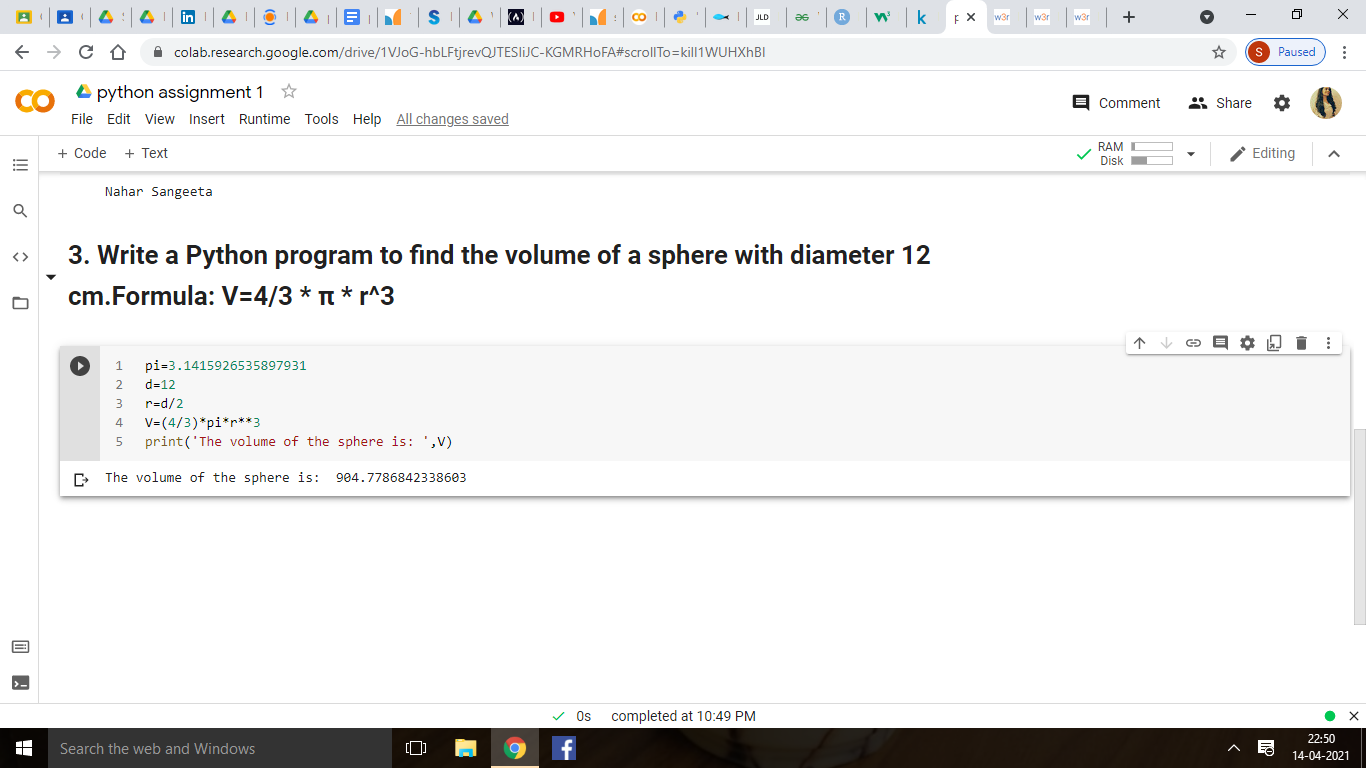 colab.research.google.com/drive/1VJoG-hbLFtjrevQJTESIiJC-KGMRHoFA#scrollTo=kill1WUHXhBI
S Paused
python assignment 1
Comment
Share
File Edit View Insert Runtime Tools Help All changes saved
+ Code + Text
RAM
Disk
Editing
Nahar Sangeeta
3. Write a Python program to find the volume of a sphere with diameter 12
cm.Formula: V=4/3 * π * r^3
1 pi=3.1415926535897931
2 d=12
3 r=d/2
4 V=(4/3)*pi*r**3
5 print('The volume of the sphere is: ',V)
The volume of the sphere is:  904.7786842338603
0s completed at 10:49 PM
Search the web and Windows
22:50
14-04-2021